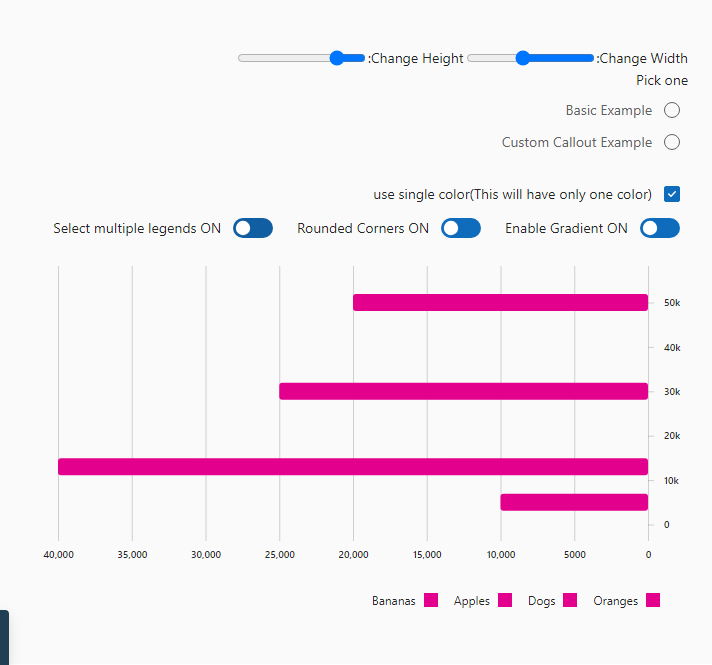 :Change Height :Change Width
Pick one
Basic Example
Custom Callout Example
use single color(This will have only one color)
Select multiple legends ON Rounded Corners ON Enable Gradient ON
50k
40k
30k
20k
10k
0
40,000 35,000 30,000 25,000 20,000 15,000 10,000 5000 0
Bananas Apples Dogs Oranges